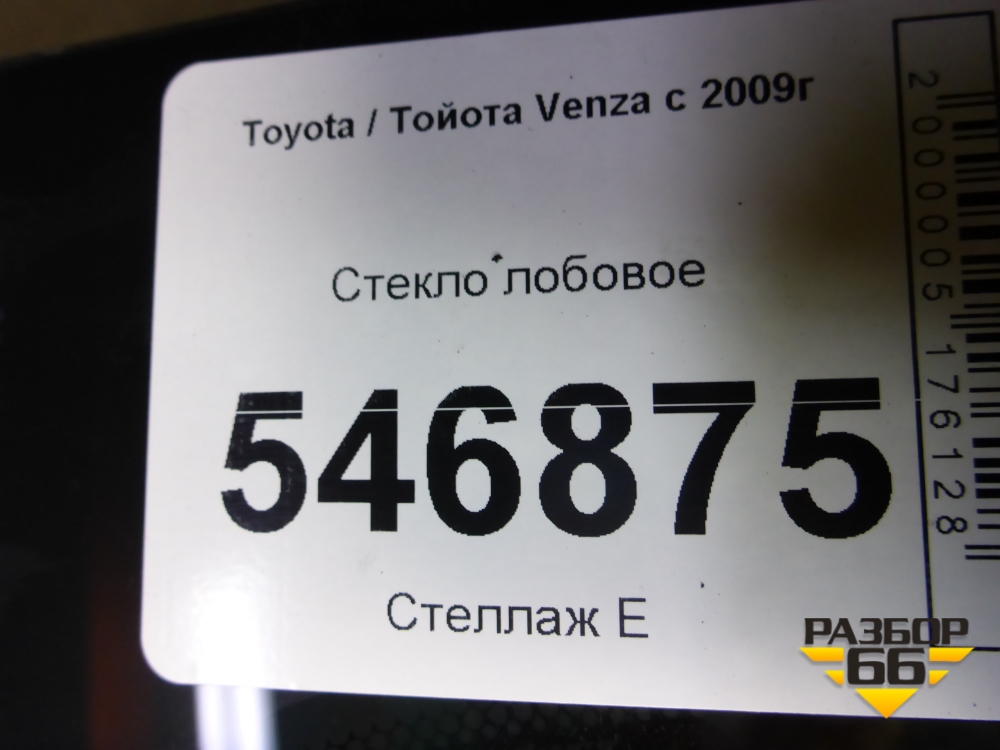 Toyota / Тойота Venza с 2009г
Стекло лобовое
546875
Стеллаж Е
2000005176128
РАЗБОР
66